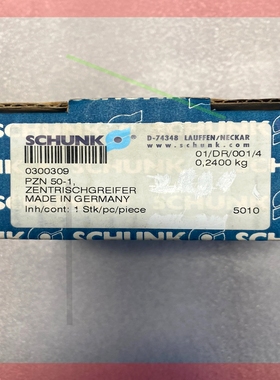 SCHUNK
D-74348 LAUFFEN/NECKAR
www.schunk.com
01/DR/001/4
0300309
0,2400 kg
PZN 50-1,
ZENTRISCHGREIFER
MADE IN GERMANY
Inh/cont: 1 Stk/pc/piece
5010
SCHUNK